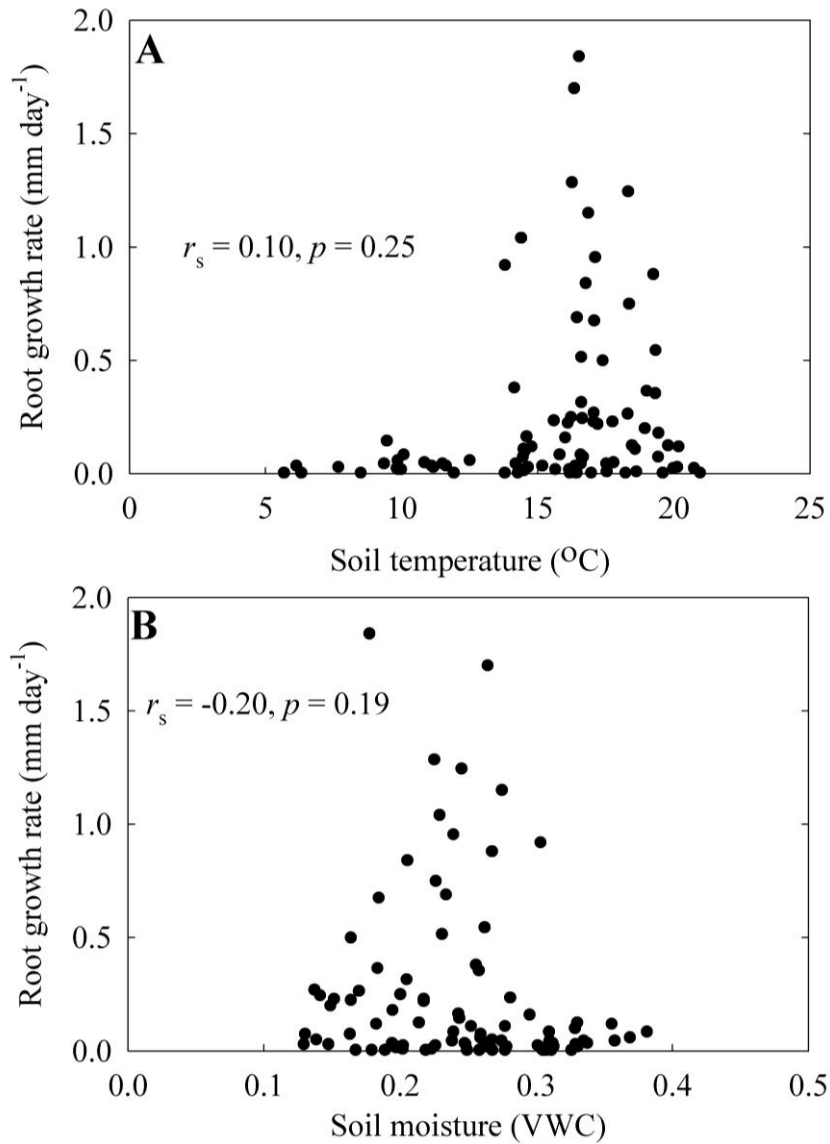 A
2.0
1.5
1.0
0.5
0.0
Root growth rate (mm day-1)
rs = 0.10, p = 0.25
0 5 10 15 20 25
Soil temperature (OC)
B
2.0
1.5
1.0
0.5
0.0
Root growth rate (mm day-1)
rs = -0.20, p = 0.19
0.0 0.1 0.2 0.3 0.4 0.5
Soil moisture (VWC)